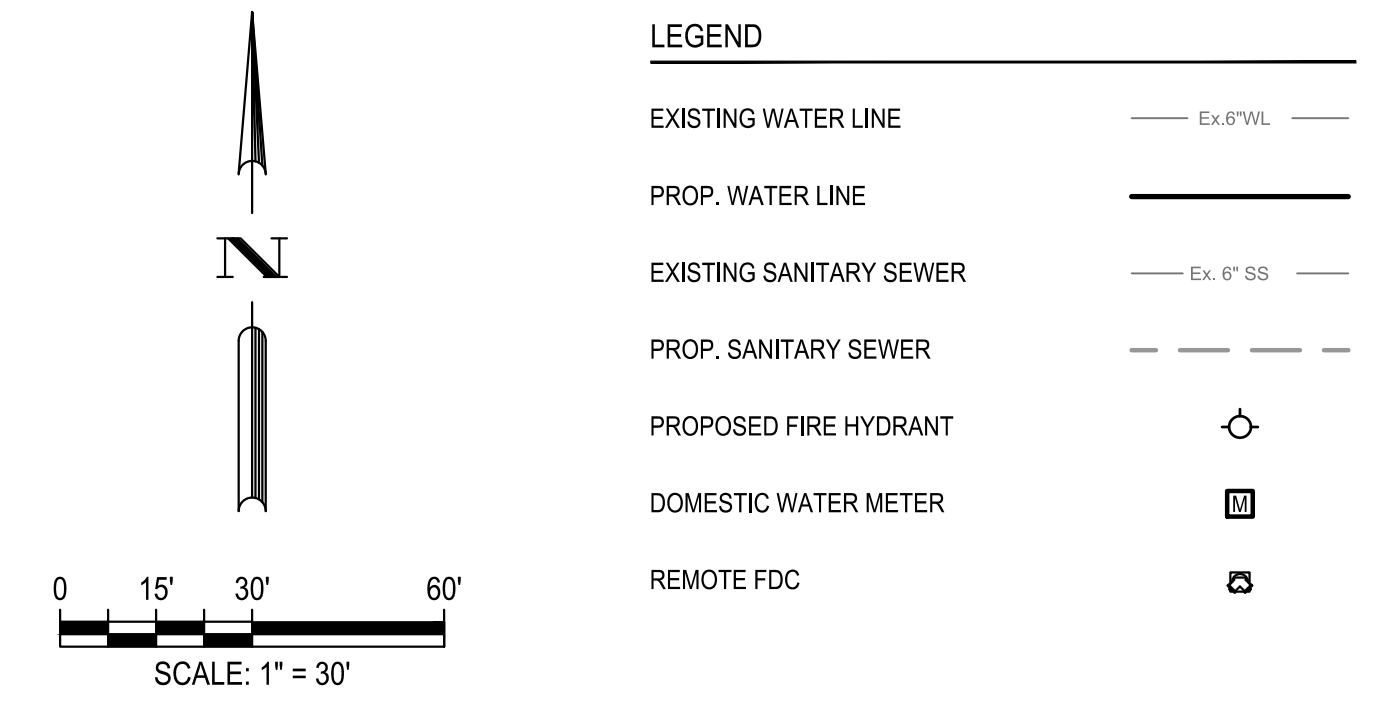 N
0 15' 30' 60'
SCALE: 1" = 30'
LEGEND
EXISTING WATER LINE Ex.6"WL
PROP. WATER LINE
EXISTING SANITARY SEWER Ex. 6" SS
PROP. SANITARY SEWER
PROPOSED FIRE HYDRANT
DOMESTIC WATER METER M
REMOTE FDC